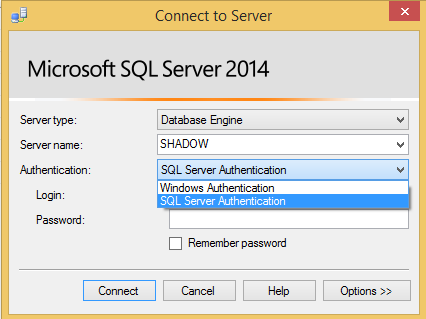 Connect to Server
Microsoft SQL Server 2014
Server type: Database Engine
Server name: SHADOW
Authentication: SQL Server Authentication
Windows Authentication
Login: SQL Server Authentication
Password:
Remember password
Connect Cancel Help Options >>